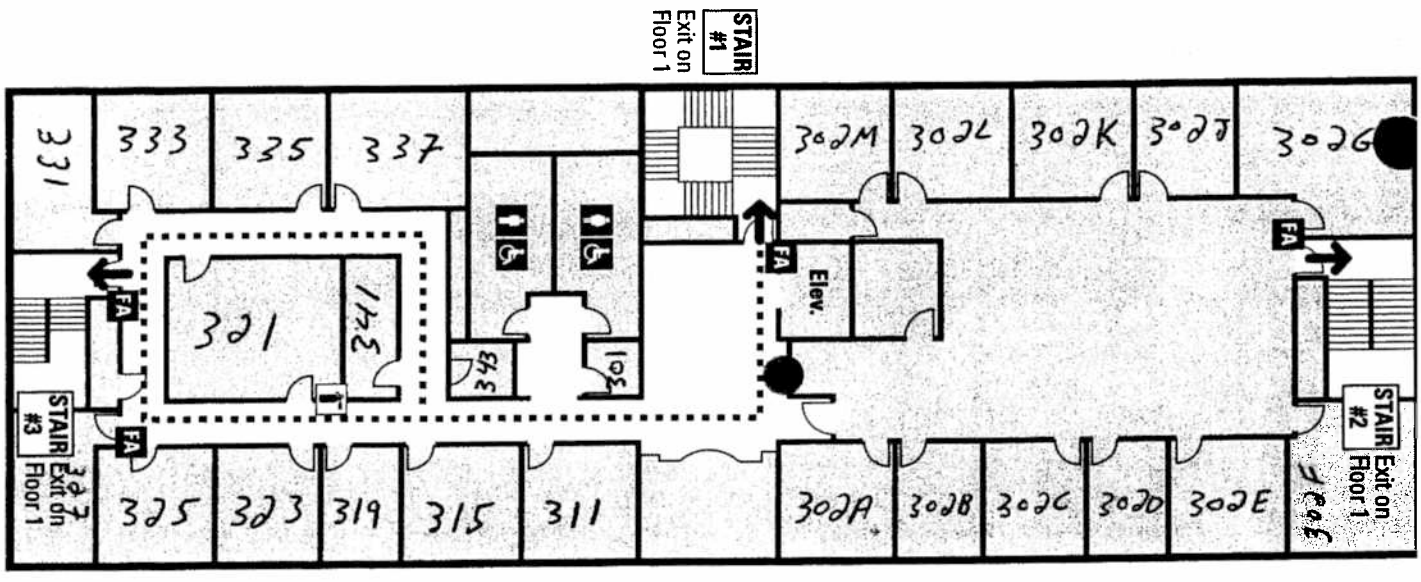 STAIR
#1
Exit on
Floor 1
331
333
335
337
302M
302L
302K
302J
302G
FA
FA
Elev.
321
341
343
301
FA
FA
STAIR
#3
Exit on
Floor 1
327
STAIR
#2
Exit on
Floor 1
302F
325
323
319
315
311
302A
302B
302C
302D
302E